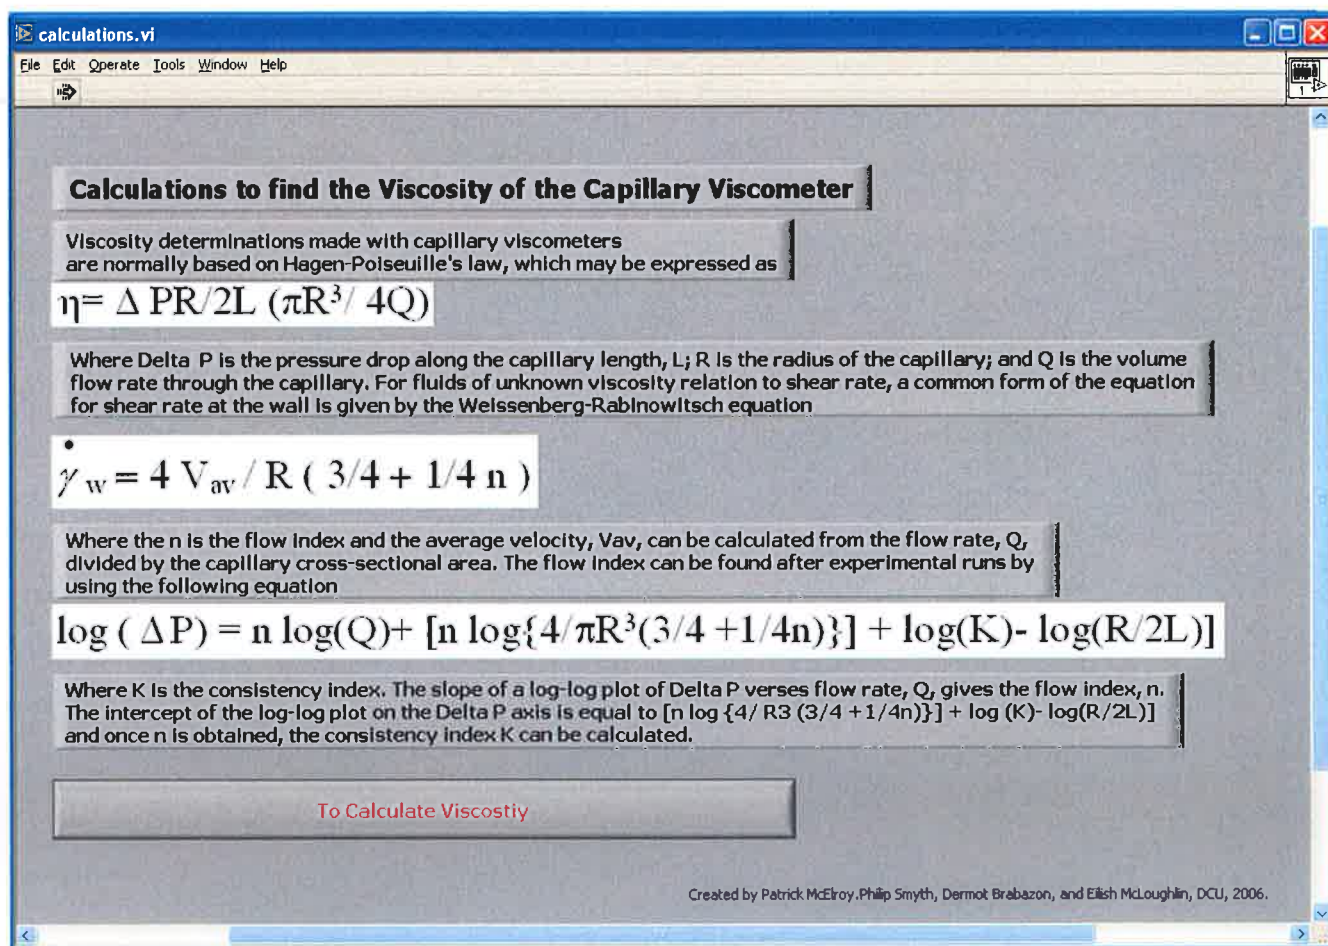 calculations.vi
File Edit Operate Tools Window Help
1
Calculations to find the Viscosity of the Capillary Viscometer
Viscosity determinations made with capillary viscometers
are normally based on Hagen-Poiseuille's law, which may be expressed as
η= Δ PR/2L (πR³/ 4Q)
Where Delta P is the pressure drop along the capillary length, L; R is the radius of the capillary; and Q is the volume
flow rate through the capillary. For fluids of unknown viscosity relation to shear rate, a common form of the equation
for shear rate at the wall is given by the Weissenberg-Rabinowitsch equation
γ̇ w = 4 Vav / R ( 3/4 + 1/4 n )
Where the n is the flow index and the average velocity, Vav, can be calculated from the flow rate, Q,
divided by the capillary cross-sectional area. The flow index can be found after experimental runs by
using the following equation
log ( ΔP) = n log(Q)+ [n log{4/πR³(3/4 +1/4n)}] + log(K)- log(R/2L)]
Where K is the consistency index. The slope of a log-log plot of Delta P verses flow rate, Q, gives the flow index, n.
The intercept of the log-log plot on the Delta P axis is equal to [n log {4/ R3 (3/4 +1/4n)}] + log (K)- log(R/2L)]
and once n is obtained, the consistency index K can be calculated.
To Calculate Viscostiy
Created by Patrick McElroy.Philip Smyth, Dermot Brabazon, and Eilish McLoughlin, DCU, 2006.